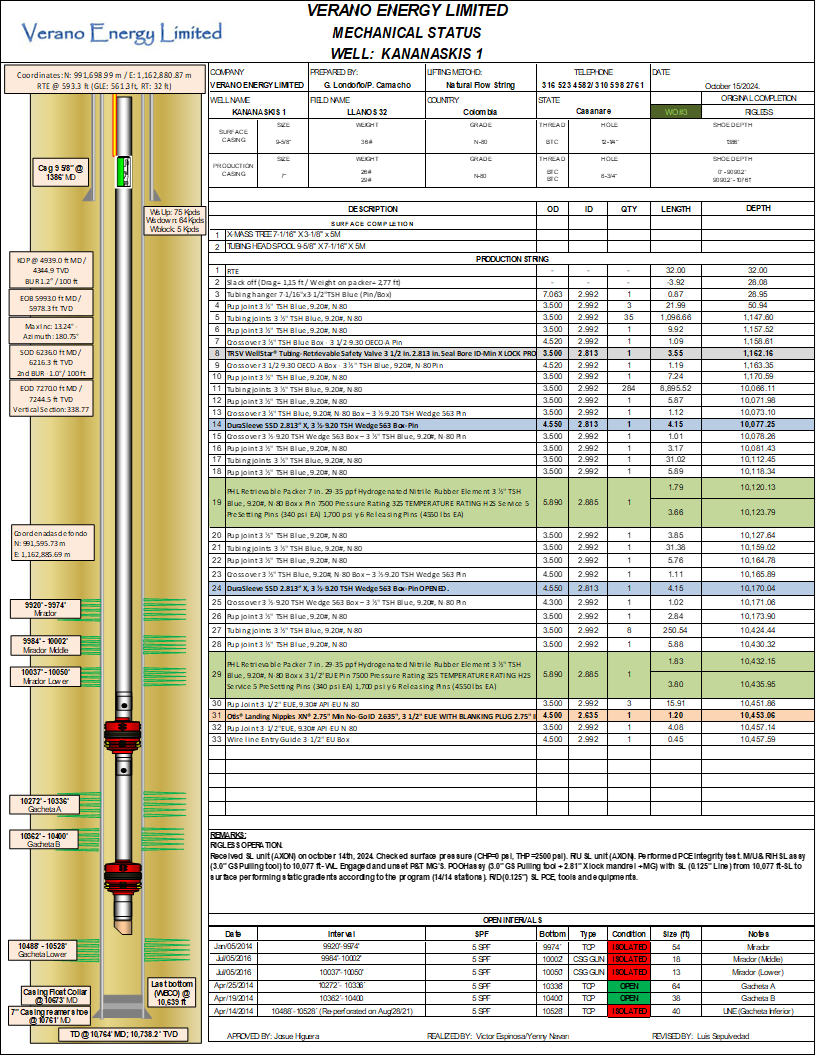 VERANO ENERGY LIMITED
MECHANICAL STATUS
WELL: KANANASKIS 1
Verano Energy Limited
Coordinates: N: 991,698.99 m / E: 1,162,880.87 m
RTE @ 593.3 ft (GLE: 561.3 ft, RT: 32 ft)
COMPANY PREPARED BY: LIFTING METOHD: TELEPHONE DATE
VERANO ENERGY LIMITED G. Londoño/P. Camacho Natural Flow String 316 523 4582/ 310 598 2761 October 15/2024.
WELL NAME FIELD NAME COUNTRY STATE ORIGINAL COMPLETION
KANANASKIS 1 LLANOS 32 Colombia Casanare WO#3 RIGLESS
SURFACE CASING SIZE WEIGHT GRADE THREAD HOLE SHOE DEPTH
9-5/8" 36# N-80 BTC 12-1/4" 1386'
PRODUCTION CASING SIZE WEIGHT GRADE THREAD HOLE SHOE DEPTH
7" 26# 29# N-80 BTC BTC 8-3/4" 0' - 9090.2' 9090.2' - 10761'
Csg 9 5/8" @
1386' MD
Ws Up: 75 Kpds
Ws down: 64 Kpds
Wblock: 5 Kpds
KOP @ 4939.0 ft MD /
4344.9 TVD
BUR 1.2° / 100 ft
EOB 5993.0 ft MD /
5978.3 ft TVD
Max Inc: 13.24° -
Azimuth: 180.75°
SOD 6236.0 ft MD /
6216.3 ft TVD
2nd BUR - 1.0°/ 100 ft
EOD 7270.0 ft MD /
7244.5 ft TVD
Vertical Section: 338.77
Coordenadas de fondo
N: 991,595.73 m
E: 1,162,885.69 m
9920' - 9974'
Mirador
9984' - 10002'
Mirador Mddle
10037' - 10050'
Mirador Lower
10272' - 10336'
Gacheta A
10362' - 10400'
Gacheta B
10488' - 10528'
Gacheta Lower
Last bottom
(WECO) @
10,639 ft
Casing Float Collar
@ 10673' MD
7" Casing reamer shoe
@ 10761' MD
TD @ 10,764' MD; 10,738.2' TVD
DESCRIPTION OD ID QTY LENGTH DEPTH
SURFACE COMPLETION
1 X-MASS TREE 7-1/16" X 3-1/8" x 5M
2 TUBING HEAD SPOOL 9-5/8" X 7-1/16" X 5M
PRODUCTION STRING
1 RTE - - - 32.00 32.00
2 Slack off (Drag= 1,15 ft / Weight on packer= 2,77 ft) - - - -3.92 28.08
3 Tubing hanger 7-1/16"x3 1/2"TSH Blue (Pin/Box) 7.063 2.992 1 0.87 28.95
4 Pup joint 3 ½" TSH Blue, 9.20#, N-80 3.500 2.992 3 21.99 50.94
5 Tubing joints 3 ½" TSH Blue, 9.20#, N-80 3.500 2.992 35 1,096.66 1,147.60
6 Pup joint 3 ½" TSH Blue, 9.20#, N-80 3.500 2.992 1 9.92 1,157.52
7 Crossover 3 ½" TSH Blue Box - 3 1/2 9.30 OECO-A Pin 4.520 2.992 1 1.09 1,158.61
8 TRSV WellStar® Tubing-Retrievable Safety Valve 3 1/2 in. 2.813 in. Seal Bore ID-Min X LOCK PRO 3.500 2.813 1 3.55 1,162.16
9 Crossover 3 1/2 9.30 OECO-A Box - 3 ½" TSH Blue, 9.20#, N-80 Pin 4.520 2.992 1 1.19 1,163.35
10 Pup joint 3 ½" TSH Blue, 9.20#, N-80 3.500 2.992 1 7.24 1,170.59
11 Tubing joints 3 ½" TSH Blue, 9.20#, N-80 3.500 2.992 284 8,895.52 10,066.11
12 Pup joint 3 ½" TSH Blue, 9.20#, N-80 3.500 2.992 1 5.87 10,071.98
13 Crossover 3 ½" TSH Blue, 9.20#, N-80 Box – 3 ½-9.20 TSH Wedge 563 Pin 3.500 2.992 1 1.12 10,073.10
14 DuraSleeve SSD 2.813" X, 3 ½-9.20 TSH Wedge 563 Box-Pin 4.550 2.813 1 4.15 10,077.25
15 Crossover 3 ½-9.20 TSH Wedge 563 Box – 3 ½" TSH Blue, 9.20#, N-80 Pin 3.500 2.992 1 1.01 10,078.26
16 Pup joint 3 ½" TSH Blue, 9.20#, N-80 3.500 2.992 1 3.17 10,081.43
17 Tubing joints 3 ½" TSH Blue, 9.20#, N-80 3.500 2.992 1 31.02 10,112.45
18 Pup joint 3 ½" TSH Blue, 9.20#, N-80 3.500 2.992 1 5.89 10,118.34
19 PHL Retrievable Packer 7 in. 29-35 ppf Hydrogenated Nitrile Rubber Element 3 ½" TSH
Blue, 9.20#, N-80 Box x Pin 7500 Pressure Rating 325 TEMPERATURE RATING H2S Service 5
PreSetting Pins (340 psi EA) 1,700 psi y 6 Releasing Pins (4550 lbs EA) 5.890 2.885 1 1.79 10,120.13
3.66 10,123.79
20 Pup joint 3 ½" TSH Blue, 9.20#, N-80 3.500 2.992 1 3.85 10,127.64
21 Tubing joints 3 ½" TSH Blue, 9.20#, N-80 3.500 2.992 1 31.38 10,159.02
22 Pup joint 3 ½" TSH Blue, 9.20#, N-80 3.500 2.992 1 5.76 10,164.78
23 Crossover 3 ½" TSH Blue, 9.20#, N-80 Box – 3 ½-9.20 TSH Wedge 563 Pin 4.500 2.992 1 1.11 10,165.89
24 DuraSleeve SSD 2.813" X, 3 ½-9.20 TSH Wedge 563 Box-Pin OPENED. 4.550 2.813 1 4.15 10,170.04
25 Crossover 3 ½-9.20 TSH Wedge 563 Box – 3 ½" TSH Blue, 9.20#, N-80 Pin 4.300 2.992 1 1.02 10,171.06
26 Pup joint 3 ½" TSH Blue, 9.20#, N-80 3.500 2.992 1 2.84 10,173.90
27 Tubing joints 3 ½" TSH Blue, 9.20#, N-80 3.500 2.992 8 250.54 10,424.44
28 Pup joint 3 ½" TSH Blue, 9.20#, N-80 3.500 2.992 1 5.88 10,430.32
29 PHL Retrievable Packer 7 in. 29-35 ppf Hydrogenated Nitrile Rubber Element 3 ½" TSH
Blue, 9.20#, N-80 Box x 3 1/2"EUE Pin 7500 Pressure Rating 325 TEMPERATURE RATING H2S
Service 5 PreSetting Pins (340 psi EA) 1,700 psi y 6 Releasing Pins (4550 lbs EA) 5.890 2.885 1 1.83 10,432.15
3.80 10,435.95
30 Pup Joint 3-1/2" EUE, 9.30# API EU N-80 3.500 2.992 3 15.91 10,451.86
31 Otis® Landing Nipples XN® 2.75" Min No-Go ID 2.635", 3 1/2" EUE WITH BLANKING PLUG 2.75" 4.500 2.635 1 1.20 10,453.06
32 Pup Joint 3-1/2"EUE, 9.30# API EU N-80 3.500 2.992 1 4.08 10,457.14
33 Wire line Entry Guide 3-1/2" EU Box 4.500 2.992 1 0.45 10,457.59
REMARKS:
RIGLESS OPERATION.
Received SL unit (AXON) on october 14th, 2024. Checked surface pressure (CHP=0 psi, THP=2500 psi). R/U SL unit (AXON). Performed PCE integrity test. M/U & RIH SL assy
(3.0" GS Pulling tool) to 10,077 ft-WL. Engaged and unset P&T MG'S. POOH assy (3.0" GS Pulling tool + 2.81" X lock mandrel + MG) with SL (0.125" Line) from 10,077 ft-SL to
surface performing static gradients according to the program (14/14 stations). R/D (0.125") SL PCE, tools and equipments.
OPEN INTERVALS
Date Interval SPF Bottom Type Condition Size (ft) Notes
Jan/05/2014 9920'-9974' 5 SPF 9974' TCP ISOLATED 54 Mirador
Jul/05/2016 9984'-10002' 5 SPF 10002' CSG GUN ISOLATED 18 Mirador (Middle)
Jul/05/2016 10037'-10050' 5 SPF 10050' CSG GUN ISOLATED 13 Mirador (Lower)
Apr/25/2014 10272'- 10336' 5 SPF 10336' TCP OPEN 64 Gacheta A
Apr/19/2014 10362'-10400 5 SPF 10400' TCP OPEN 38 Gacheta B
Apr/14/2014 10488'-10528' (Re-perforated on Aug/28/21) 5 SPF 10528' TCP ISOLATED 40 LINE (Gacheta Inferior)
APROVED BY: Josue Higuera REALIZED BY: Victor Espinosa/Yenny Navan REVISED BY: Luis Sepulvedad